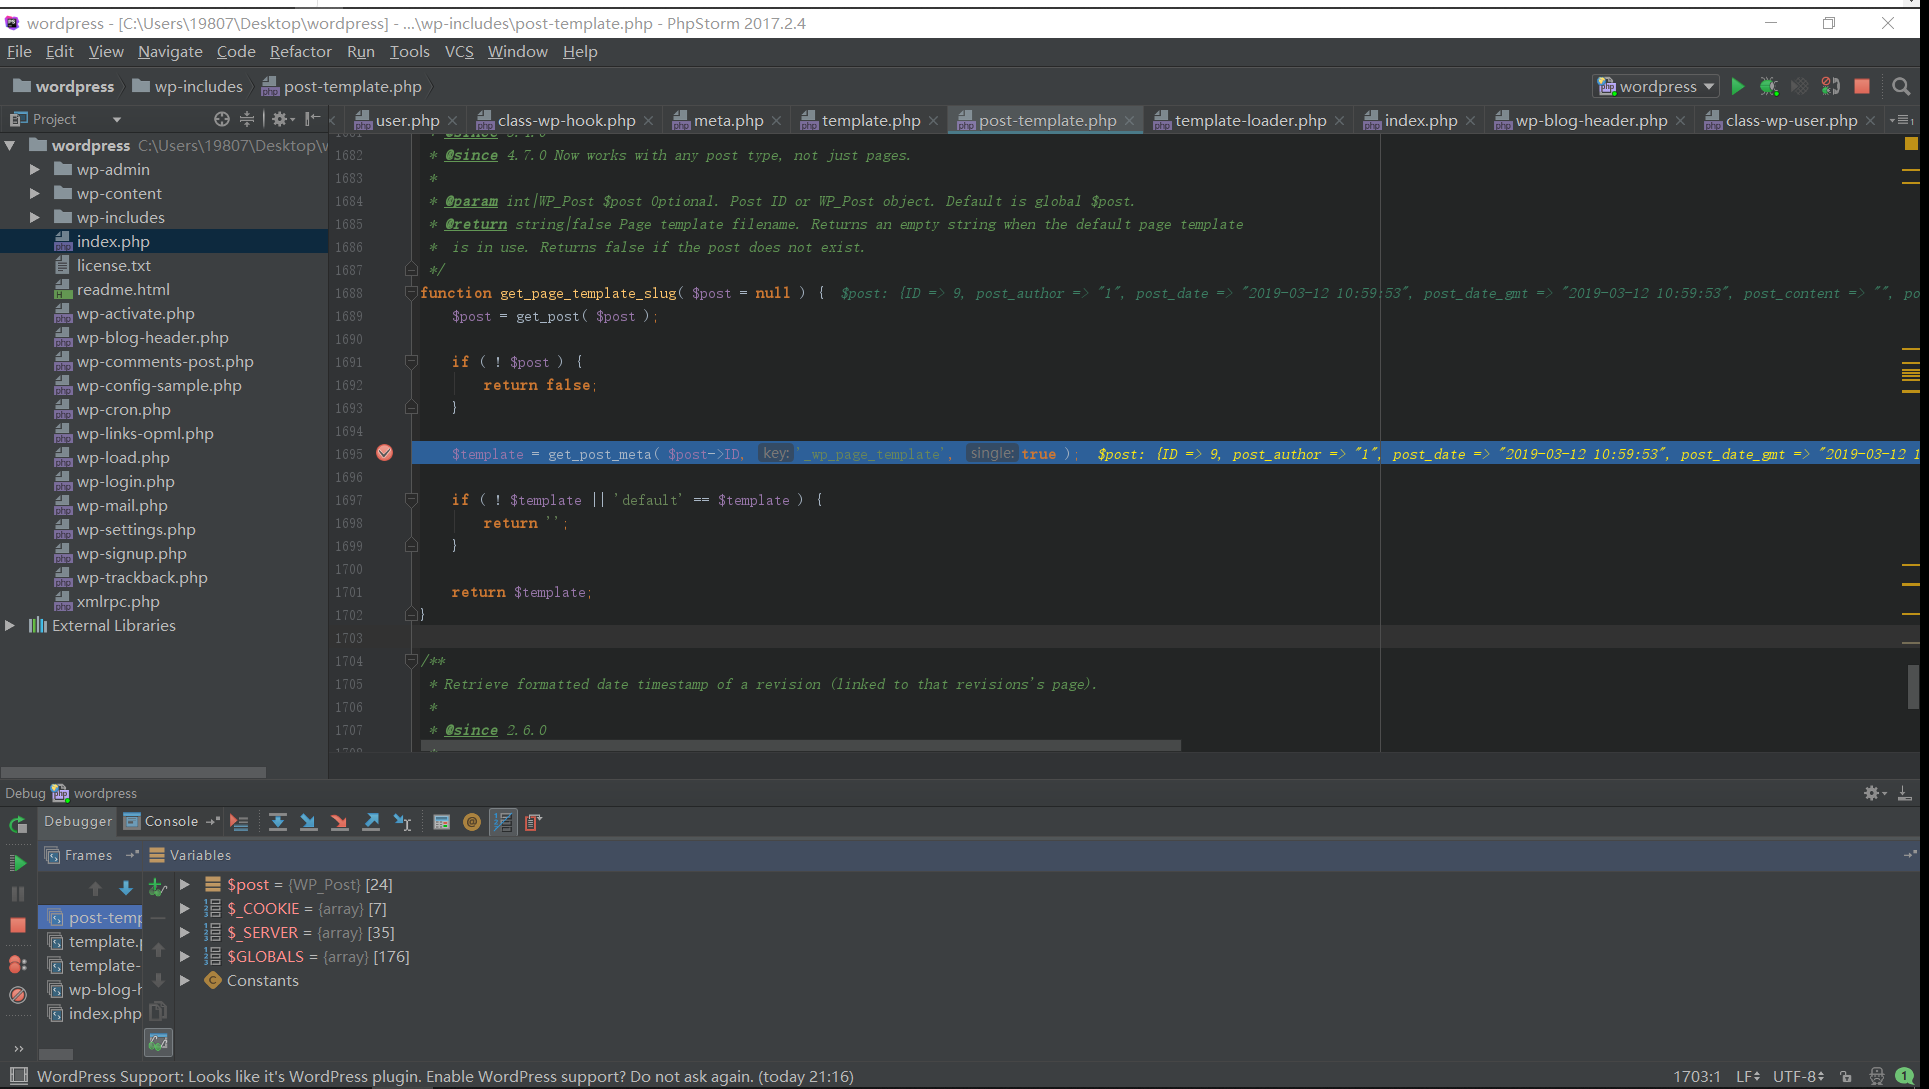 wordpress - [C:\Users\19807\Desktop\wordpress] - ...\wp-includes\post-template.php - PhpStorm 2017.2.4
File Edit View Navigate Code Refactor Run Tools VCS Window Help
wordpress wp-includes post-template.php wordpress
Project user.php class-wp-hook.php meta.php template.php post-template.php template-loader.php index.php wp-blog-header.php class-wp-user.php
wordpress C:\Users\19807\Desktop\w
wp-admin
wp-content
wp-includes
index.php
license.txt
readme.html
wp-activate.php
wp-blog-header.php
wp-comments-post.php
wp-config-sample.php
wp-cron.php
wp-links-opml.php
wp-load.php
wp-login.php
wp-mail.php
wp-settings.php
wp-signup.php
wp-trackback.php
xmlrpc.php
External Libraries
1682 * @since 4.7.0 Now works with any post type, not just pages.
1683 *
1684 * @param int|WP_Post $post Optional. Post ID or WP_Post object. Default is global $post.
1685 * @return string|false Page template filename. Returns an empty string when the default page template
1686 * is in use. Returns false if the post does not exist.
1687 */
1688 function get_page_template_slug( $post = null ) { $post: {ID => 9, post_author => "1", post_date => "2019-03-12 10:59:53", post_date_gmt => "2019-03-12 10:59:53", post_content => "", po
1689 $post = get_post( $post );
1690
1691 if ( ! $post ) {
1692 return false;
1693 }
1694
1695 $template = get_post_meta( $post->ID, key: '_wp_page_template', single: true ); $post: {ID => 9, post_author => "1", post_date => "2019-03-12 10:59:53", post_date_gmt => "2019-03-12 1
1696
1697 if ( ! $template || 'default' == $template ) {
1698 return '';
1699 }
1700
1701 return $template;
1702 }
1703
1704 /**
1705 * Retrieve formatted date timestamp of a revision (linked to that revisions's page).
1706 *
1707 * @since 2.6.0
Debug wordpress
Debugger Console
Frames Variables
post-temp
template.p
template-
wp-blog-h
index.php
$post = {WP_Post} [24]
$_COOKIE = {array} [7]
$_SERVER = {array} [35]
$GLOBALS = {array} [176]
Constants
WordPress Support: Looks like it's WordPress plugin. Enable WordPress support? Do not ask again. (today 21:16) 1703:1 LF UTF-8 1